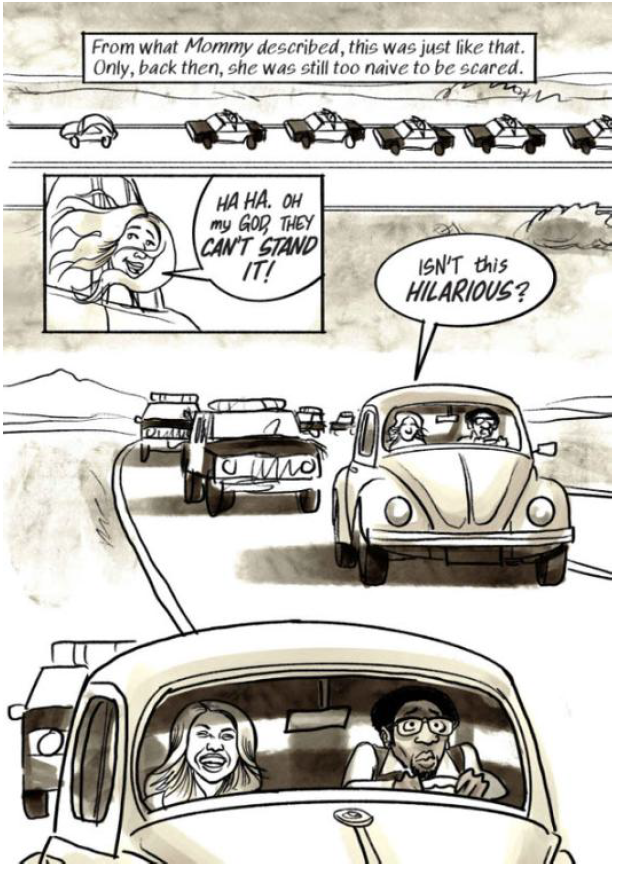 From what Mommy described, this was just like that.
Only, back then, she was still too naive to be scared.
HA HA. OH
my GOD, THEY
CAN'T STAND
IT!
ISN'T this
HILARIOUS?